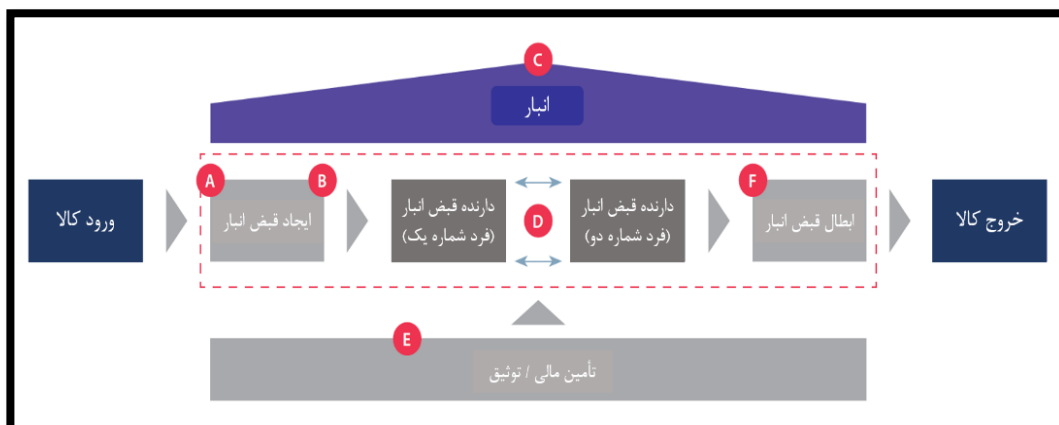 C
انبار
A
B
D
F
ورود کالا
ایجاد قبض انبار
دارنده قبض انبار
(فرد شماره یک)
دارنده قبض انبار
(فرد شماره دو)
ابطال قبض انبار
خروج کالا
E
تأمین مالی / توثیق